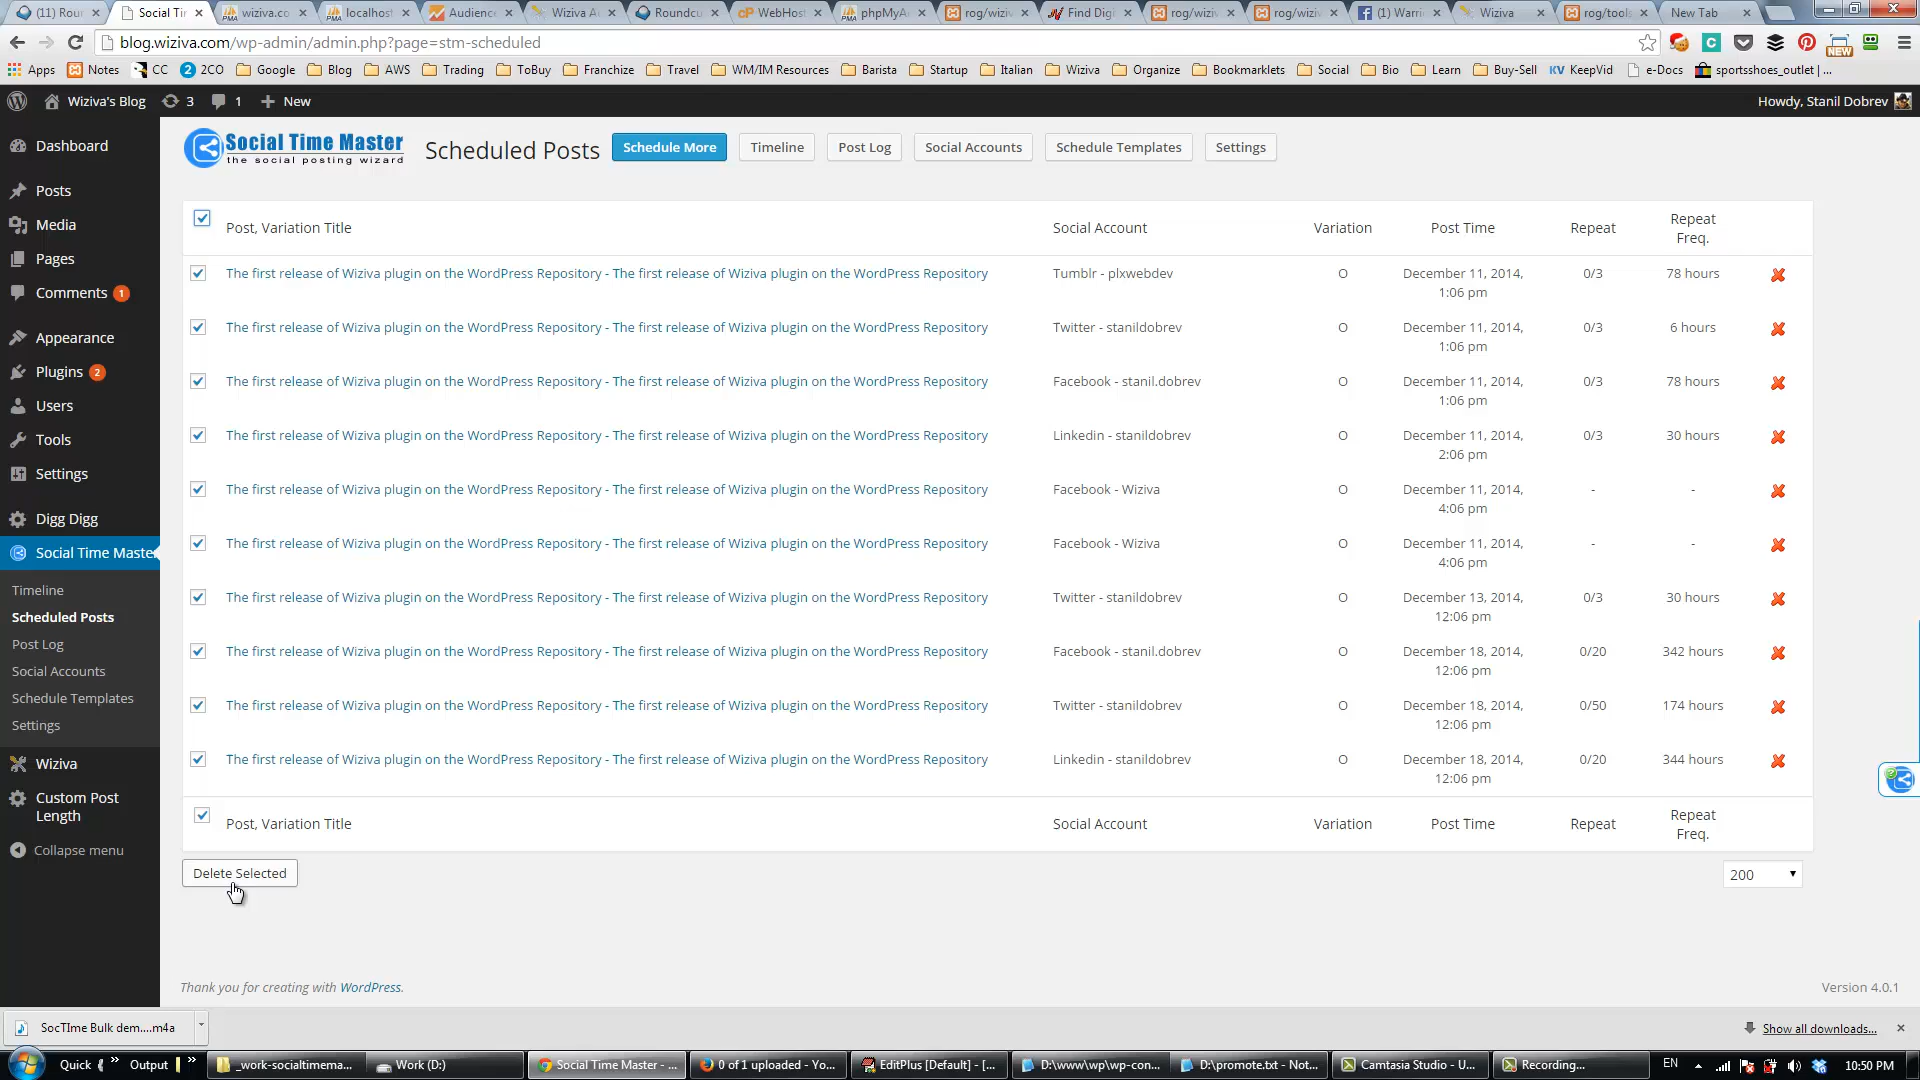 (11) Rour
Social Tir
wiziva.co
localhost
Audience
Wiziva A
Roundcu
WebHost
phpMyA
rog/wiziv
Find Digi
rog/wiziv
rog/wiziv
(1) Warri
Wiziva
rog/tools
New Tab
blog.wiziva.com/wp-admin/admin.php?page=stm-scheduled
NEW
Apps Notes CC 2CO Google Blog AWS Trading ToBuy Franchize Travel WM/IM Resources Barista Startup Italian Wiziva Organize Bookmarklets Social Bio Learn Buy-Sell KV KeepVid e-Docs sportsshoes_outlet | ...
Wiziva's Blog 3 1 + New Howdy, Stanil Dobrev
Dashboard
Posts
Media
Pages
Comments 1
Appearance
Plugins 2
Users
Tools
Settings
Digg Digg
Social Time Master
Timeline
Scheduled Posts
Post Log
Social Accounts
Schedule Templates
Settings
Wiziva
Custom Post Length
Collapse menu
Social Time Master
the social posting wizard
Scheduled Posts Schedule More Timeline Post Log Social Accounts Schedule Templates Settings
Post, Variation Title Social Account Variation Post Time Repeat Repeat Freq.
The first release of Wiziva plugin on the WordPress Repository - The first release of Wiziva plugin on the WordPress Repository Tumblr - plxwebdev O December 11, 2014, 1:06 pm 0/3 78 hours
The first release of Wiziva plugin on the WordPress Repository - The first release of Wiziva plugin on the WordPress Repository Twitter - stanildobrev O December 11, 2014, 1:06 pm 0/3 6 hours
The first release of Wiziva plugin on the WordPress Repository - The first release of Wiziva plugin on the WordPress Repository Facebook - stanil.dobrev O December 11, 2014, 1:06 pm 0/3 78 hours
The first release of Wiziva plugin on the WordPress Repository - The first release of Wiziva plugin on the WordPress Repository Linkedin - stanildobrev O December 11, 2014, 2:06 pm 0/3 30 hours
The first release of Wiziva plugin on the WordPress Repository - The first release of Wiziva plugin on the WordPress Repository Facebook - Wiziva O December 11, 2014, 4:06 pm - -
The first release of Wiziva plugin on the WordPress Repository - The first release of Wiziva plugin on the WordPress Repository Facebook - Wiziva O December 11, 2014, 4:06 pm - -
The first release of Wiziva plugin on the WordPress Repository - The first release of Wiziva plugin on the WordPress Repository Twitter - stanildobrev O December 13, 2014, 12:06 pm 0/3 30 hours
The first release of Wiziva plugin on the WordPress Repository - The first release of Wiziva plugin on the WordPress Repository Facebook - stanil.dobrev O December 18, 2014, 12:06 pm 0/20 342 hours
The first release of Wiziva plugin on the WordPress Repository - The first release of Wiziva plugin on the WordPress Repository Twitter - stanildobrev O December 18, 2014, 12:06 pm 0/50 174 hours
The first release of Wiziva plugin on the WordPress Repository - The first release of Wiziva plugin on the WordPress Repository Linkedin - stanildobrev O December 18, 2014, 12:06 pm 0/20 344 hours
Post, Variation Title Social Account Variation Post Time Repeat Repeat Freq.
Delete Selected 200
Thank you for creating with WordPress. Version 4.0.1
SocTIme Bulk dem....m4a Show all downloads...
Quick Output _work-socialtimema... Work (D:) Social Time Master - ... 0 of 1 uploaded - Yo... EditPlus [Default] - [... D:\www\wp\wp-con... D:\promote.txt - Not... Camtasia Studio - U... Recording... EN 10:50 PM